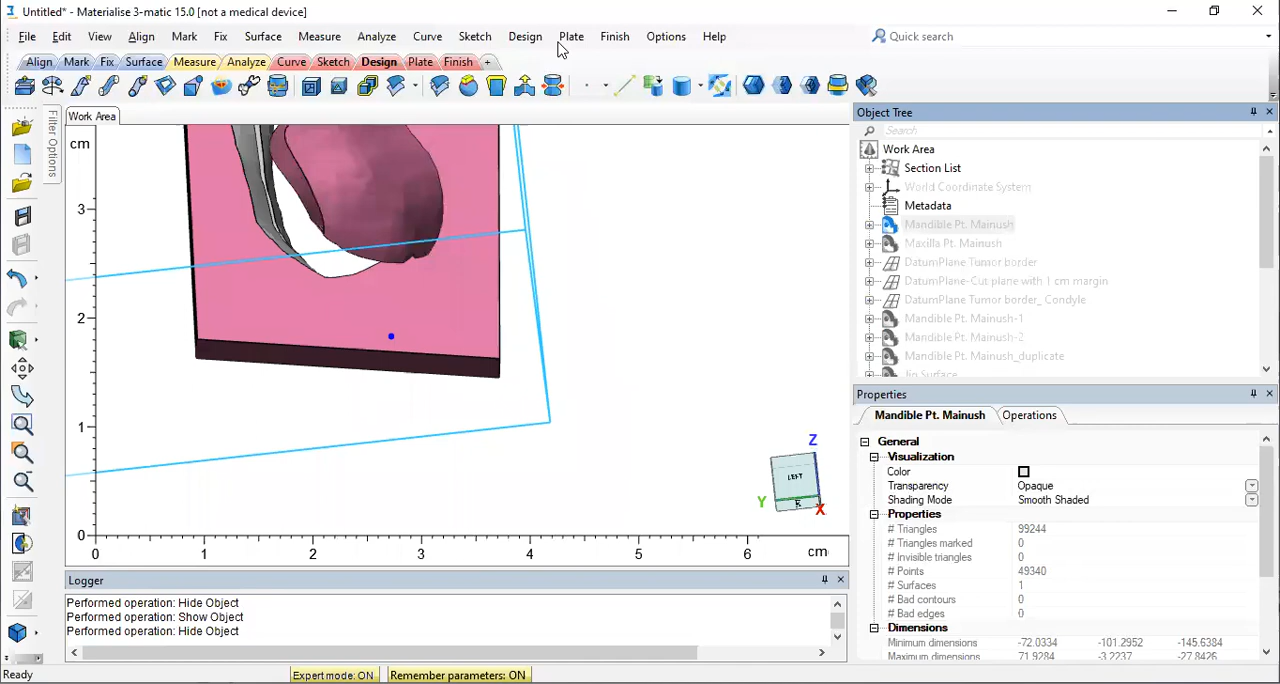 Untitled* - Materialise 3-matic 15.0 [not a medical device]
File Edit View Align Mark Fix Surface Measure Analyze Curve Sketch Design Plate Finish Options Help Quick search
Align Mark Fix Surface Measure Analyze Curve Sketch Design Plate Finish +
Filter Options
Work Area
cm
3
2
1
0
0 1 2 3 4 5 6 cm
Z
LEFT
Y
X
Object Tree
Search
Work Area
Section List
World Coordinate System
Metadata
Mandible Pt. Mainush
Maxilla Pt. Mainush
DatumPlane Tumor border
DatumPlane-Cut plane with 1 cm margin
DatumPlane Tumor border_ Condyle
Mandible Pt. Mainush-1
Mandible Pt. Mainush-2
Mandible Pt. Mainush_duplicate
Properties
Mandible Pt. Mainush Operations
General
Visualization
Color
Transparency Opaque
Shading Mode Smooth Shaded
Properties
# Triangles 99244
# Triangles marked 0
# Invisible triangles 0
# Points 49340
# Surfaces 1
# Bad contours 0
# Bad edges 0
Dimensions
Minimum dimensions -72.0334 -101.2952 -145.6384
Maximum dimensions 71.9284 -3.2237 -27.8426
Logger
Performed operation: Hide Object
Performed operation: Show Object
Performed operation: Hide Object
Ready Expert mode: ON Remember parameters: ON